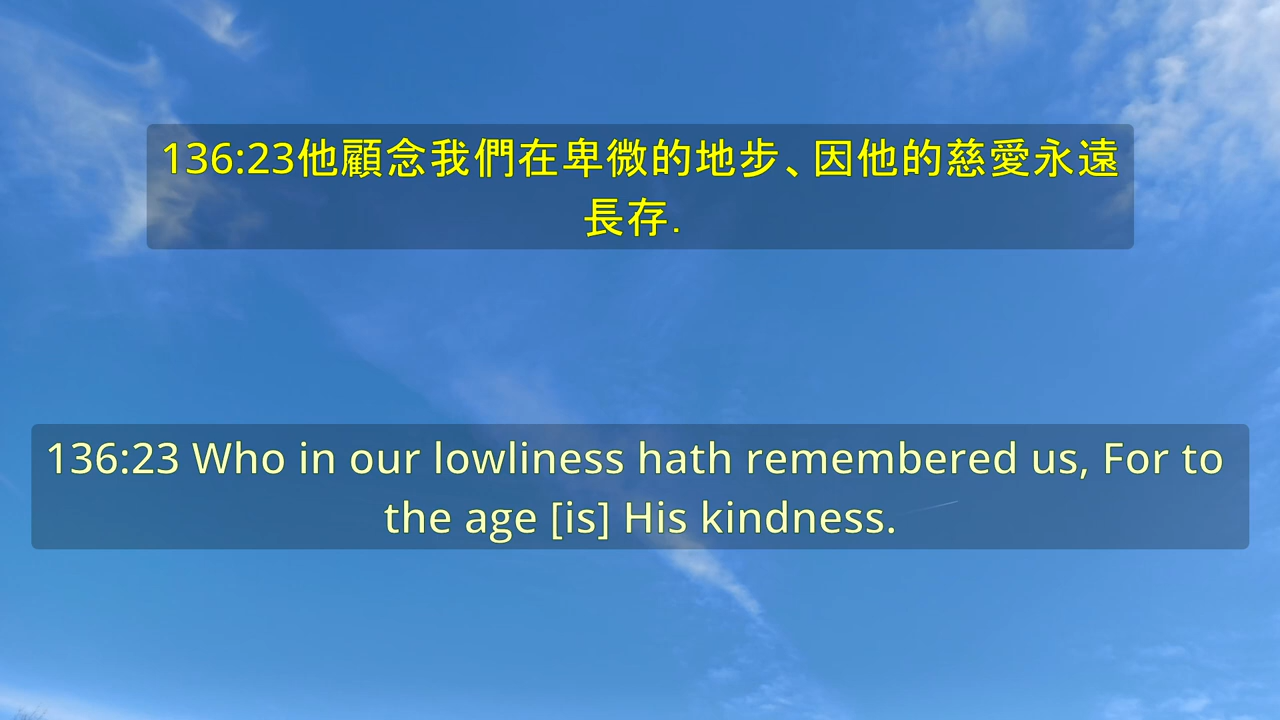 136:23他顧念我們在卑微的地步、因他的慈愛永遠
長存.
136:23 Who in our lowliness hath remembered us, For to
the age [is] His kindness.